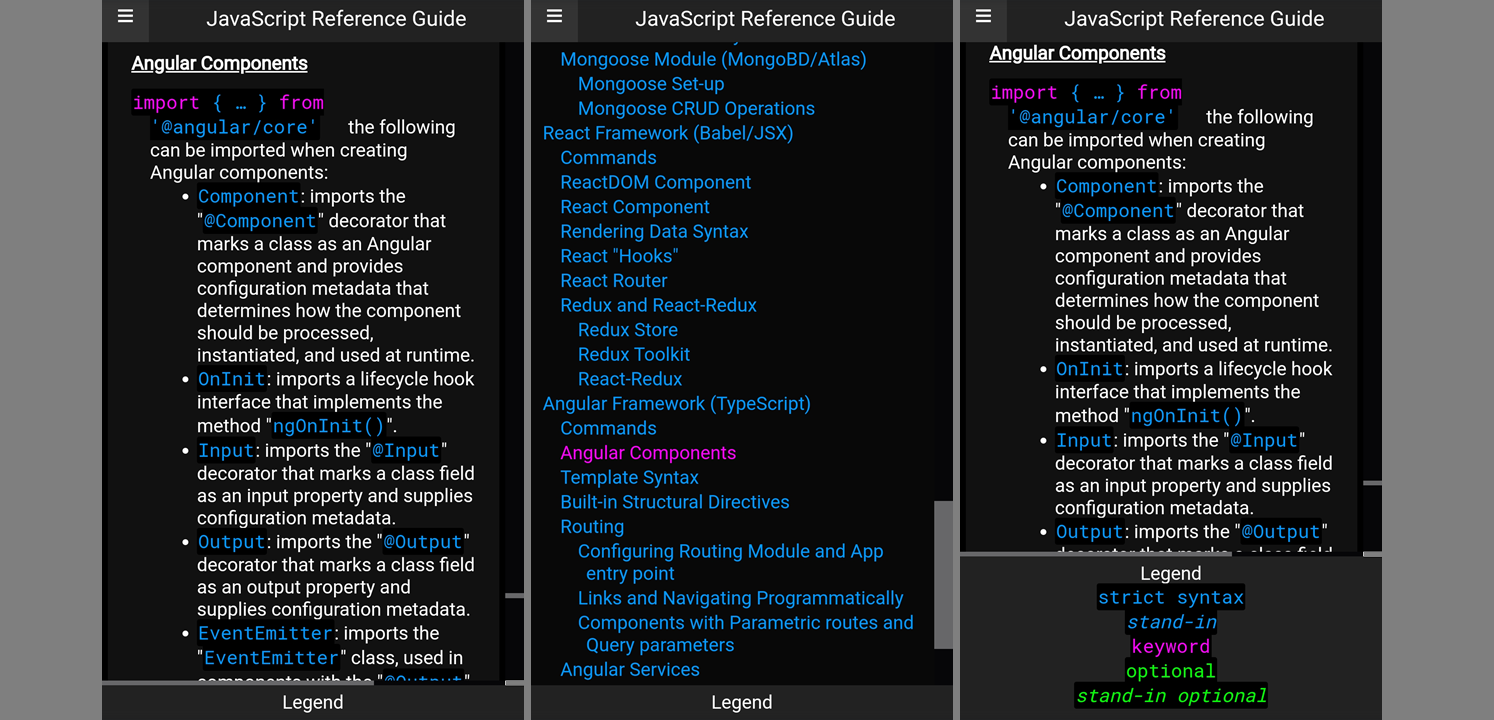 JavaScript Reference Guide
Angular Components
import { … } from
'@angular/core' the following
can be imported when creating
Angular components:
• Component: imports the
"@Component" decorator that
marks a class as an Angular
component and provides
configuration metadata that
determines how the component
should be processed,
instantiated, and used at runtime.
• OnInit: imports a lifecycle hook
interface that implements the
method "ngOnInit()".
• Input: imports the "@Input"
decorator that marks a class field
as an input property and supplies
configuration metadata.
• Output: imports the "@Output"
decorator that marks a class field
as an output property and
supplies configuration metadata.
• EventEmitter: imports the
"EventEmitter" class, used in
components with the "@Output"
Legend
JavaScript Reference Guide
Mongoose Module (MongoBD/Atlas)
Mongoose Set-up
Mongoose CRUD Operations
React Framework (Babel/JSX)
Commands
ReactDOM Component
React Component
Rendering Data Syntax
React "Hooks"
React Router
Redux and React-Redux
Redux Store
Redux Toolkit
React-Redux
Angular Framework (TypeScript)
Commands
Angular Components
Template Syntax
Built-in Structural Directives
Routing
Configuring Routing Module and App
entry point
Links and Navigating Programmatically
Components with Parametric routes and
Query parameters
Angular Services
Legend
JavaScript Reference Guide
Angular Components
import { … } from
'@angular/core' the following
can be imported when creating
Angular components:
• Component: imports the
"@Component" decorator that
marks a class as an Angular
component and provides
configuration metadata that
determines how the component
should be processed,
instantiated, and used at runtime.
• OnInit: imports a lifecycle hook
interface that implements the
method "ngOnInit()".
• Input: imports the "@Input"
decorator that marks a class field
as an input property and supplies
configuration metadata.
• Output: imports the "@Output"
decorator that marks a class field
Legend
strict syntax
stand-in
keyword
optional
stand-in optional